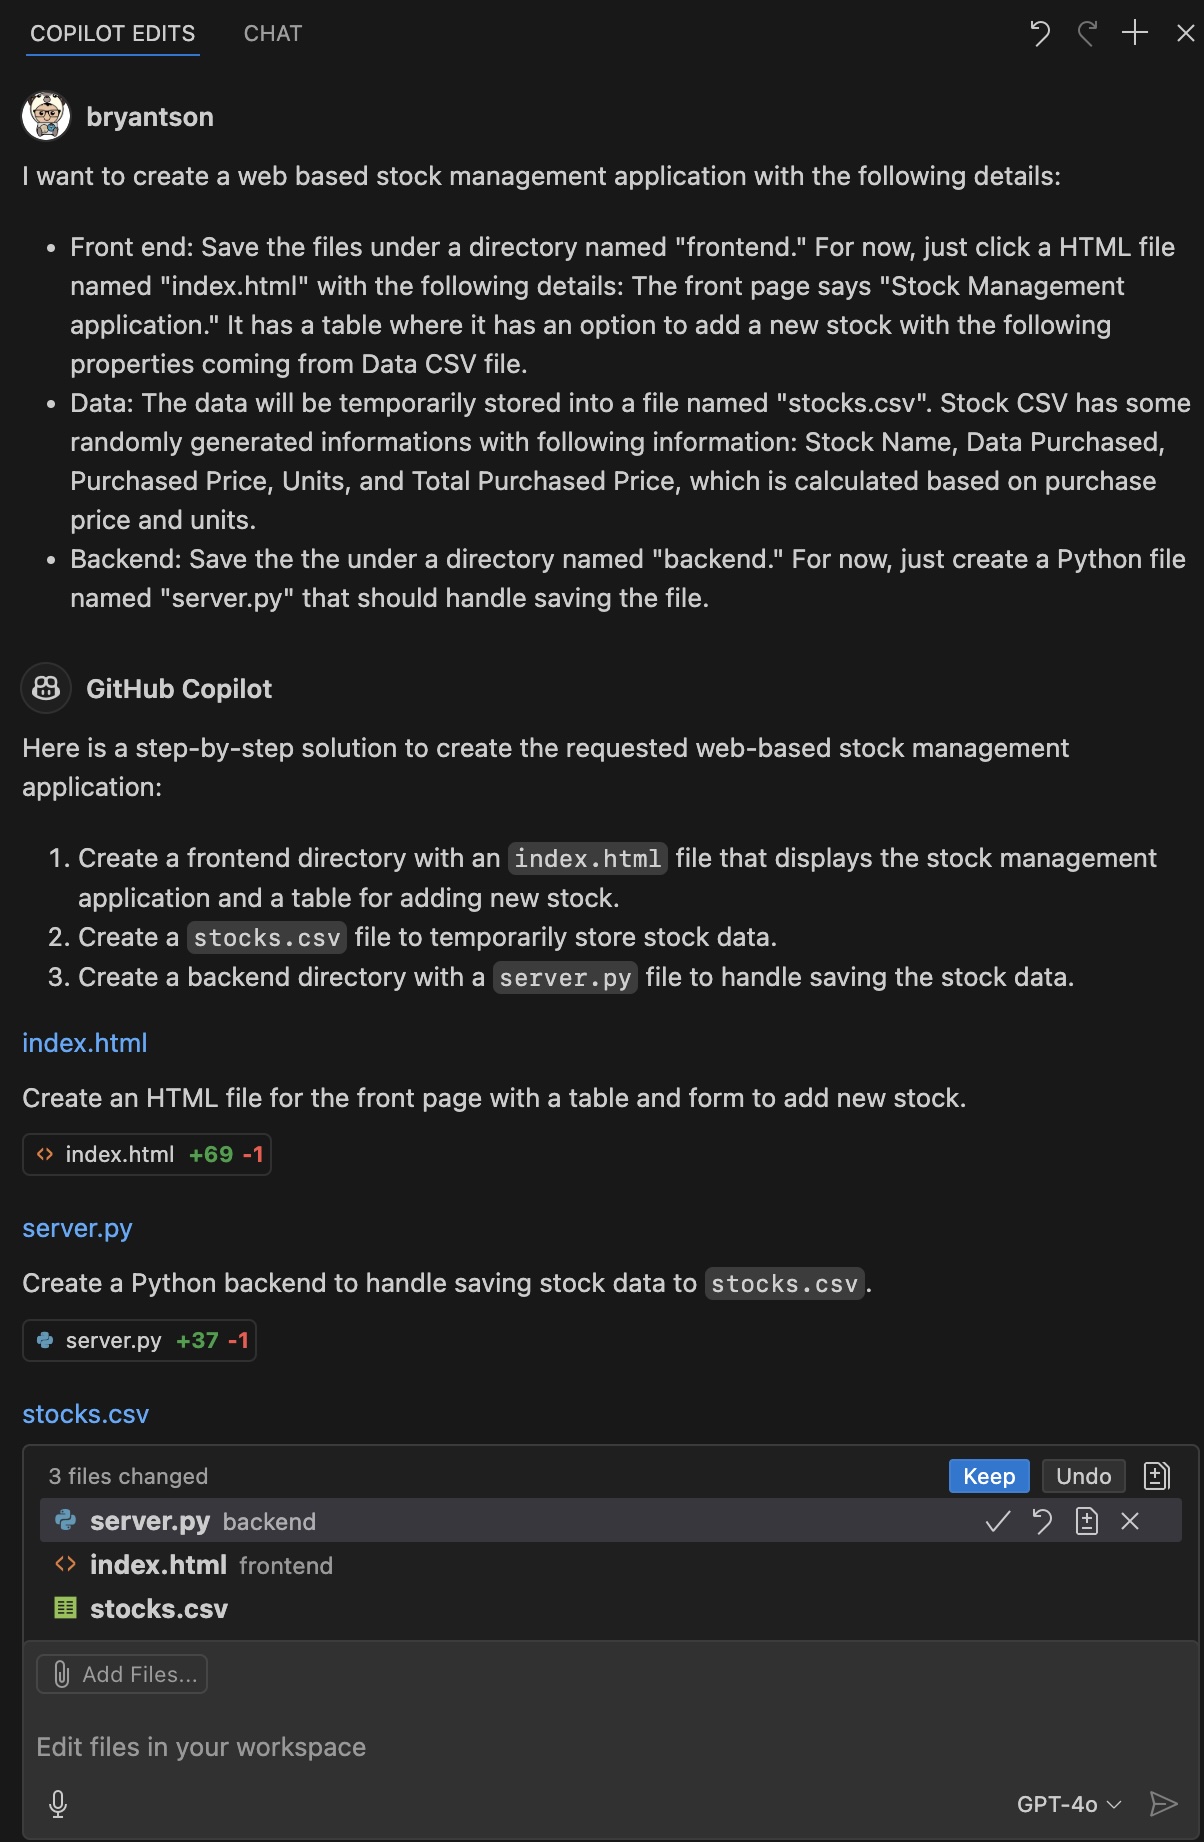 COPILOT EDITS CHAT
bryantson
I want to create a web based stock management application with the following details:
• Front end: Save the files under a directory named "frontend." For now, just click a HTML file
named "index.html" with the following details: The front page says "Stock Management
application." It has a table where it has an option to add a new stock with the following
properties coming from Data CSV file.
• Data: The data will be temporarily stored into a file named "stocks.csv". Stock CSV has some
randomly generated informations with following information: Stock Name, Data Purchased,
Purchased Price, Units, and Total Purchased Price, which is calculated based on purchase
price and units.
• Backend: Save the the under a directory named "backend." For now, just create a Python file
named "server.py" that should handle saving the file.
GitHub Copilot
Here is a step-by-step solution to create the requested web-based stock management
application:
1. Create a frontend directory with an index.html file that displays the stock management
application and a table for adding new stock.
2. Create a stocks.csv file to temporarily store stock data.
3. Create a backend directory with a server.py file to handle saving the stock data.
index.html
Create an HTML file for the front page with a table and form to add new stock.
index.html +69 -1
server.py
Create a Python backend to handle saving stock data to stocks.csv.
server.py +37 -1
stocks.csv
3 files changed Keep Undo
server.py backend
index.html frontend
stocks.csv
Add Files...
Edit files in your workspace
GPT-4o